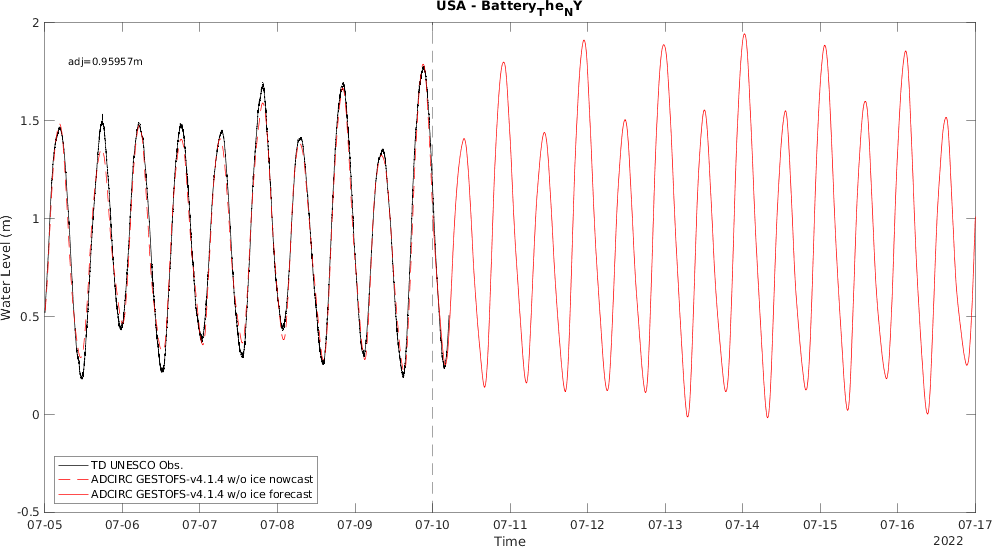 USA - BatteryTheNY
2
adj=0.95957m
1.5
1
Water Level (m)
0.5
0
TD UNESCO Obs.
ADCIRC GESTOFS-v4.1.4 w/o ice nowcast
ADCIRC GESTOFS-v4.1.4 w/o ice forecast
-0.5
07-05 07-06 07-07 07-08 07-09 07-10 07-11 07-12 07-13 07-14 07-15 07-16 07-17
Time
2022